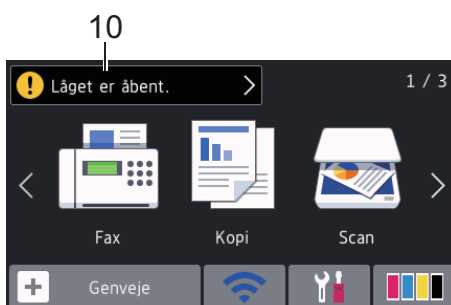 10
Låget er åbent.
1 / 3
Fax
Kopi
Scan
Genveje